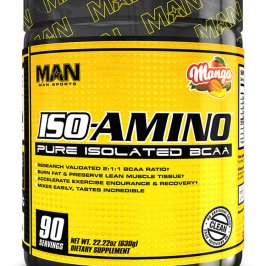 MAN
MAN SPORTS
Mango
ISO-AMINO
PURE ISOLATED BCAA
RESEARCH VALIDATED 2:1:1 BCAA RATIO†
BURN FAT & PRESERVE LEAN MUSCLE TISSUE†
ACCELERATE EXERCISE ENDURANCE & RECOVERY†
MIXES EASILY, TASTES INCREDIBLE
90
SERVINGS
NET WT. 22.22oz (630g)
DIETARY SUPPLEMENT
CLEAN